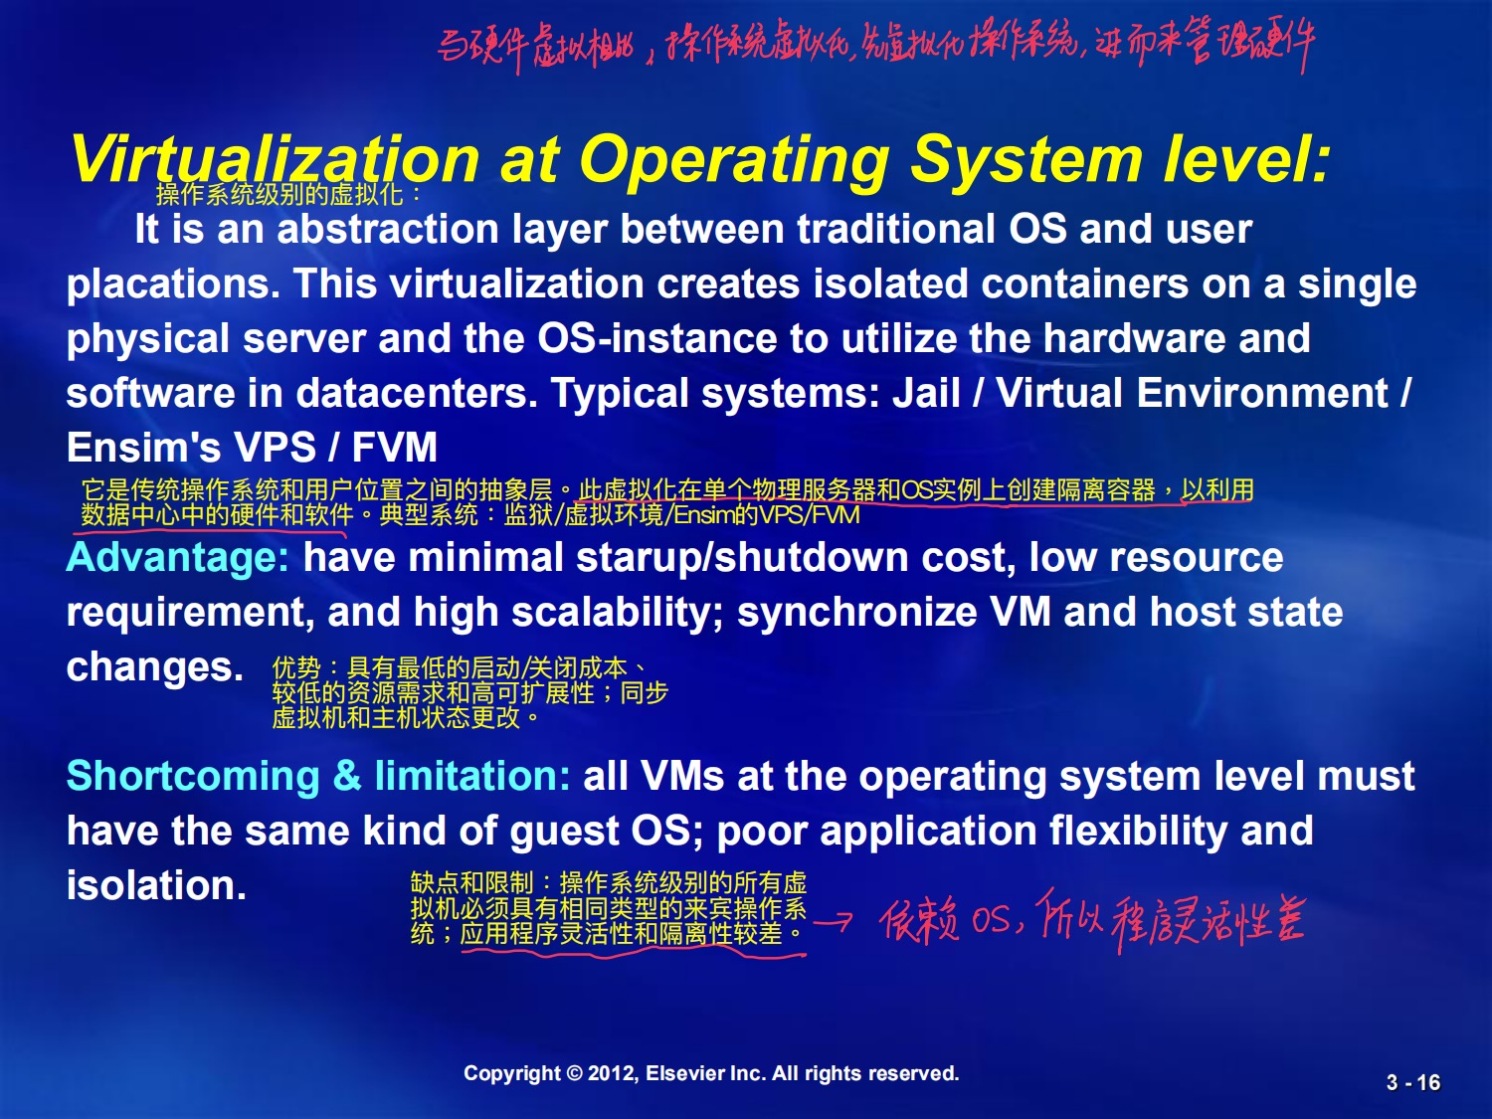 与硬件虚拟相比，操作系统虚拟化，先虚拟化操作系统，进而来管理硬件
Virtualization at Operating System level:
操作系统级别的虚拟化：
It is an abstraction layer between traditional OS and user
placations. This virtualization creates isolated containers on a single
physical server and the OS-instance to utilize the hardware and
software in datacenters. Typical systems: Jail / Virtual Environment /
Ensim's VPS / FVM
它是传统操作系统和用户位置之间的抽象层。此虚拟化在单个物理服务器和OS实例上创建隔离容器，以利用
数据中心中的硬件和软件。典型系统：监狱/虚拟环境/Ensim的VPS/FVM
Advantage: have minimal starup/shutdown cost, low resource
requirement, and high scalability; synchronize VM and host state
changes.
优势：具有最低的启动/关闭成本、
较低的资源需求和高可扩展性；同步
虚拟机和主机状态更改。
Shortcoming & limitation: all VMs at the operating system level must
have the same kind of guest OS; poor application flexibility and
isolation.
缺点和限制：操作系统级别的所有虚
拟机必须具有相同类型的来宾操作系
统；应用程序灵活性和隔离性较差。
→ 依赖 OS，所以程序灵活性差
Copyright © 2012, Elsevier Inc. All rights reserved.
3 - 16